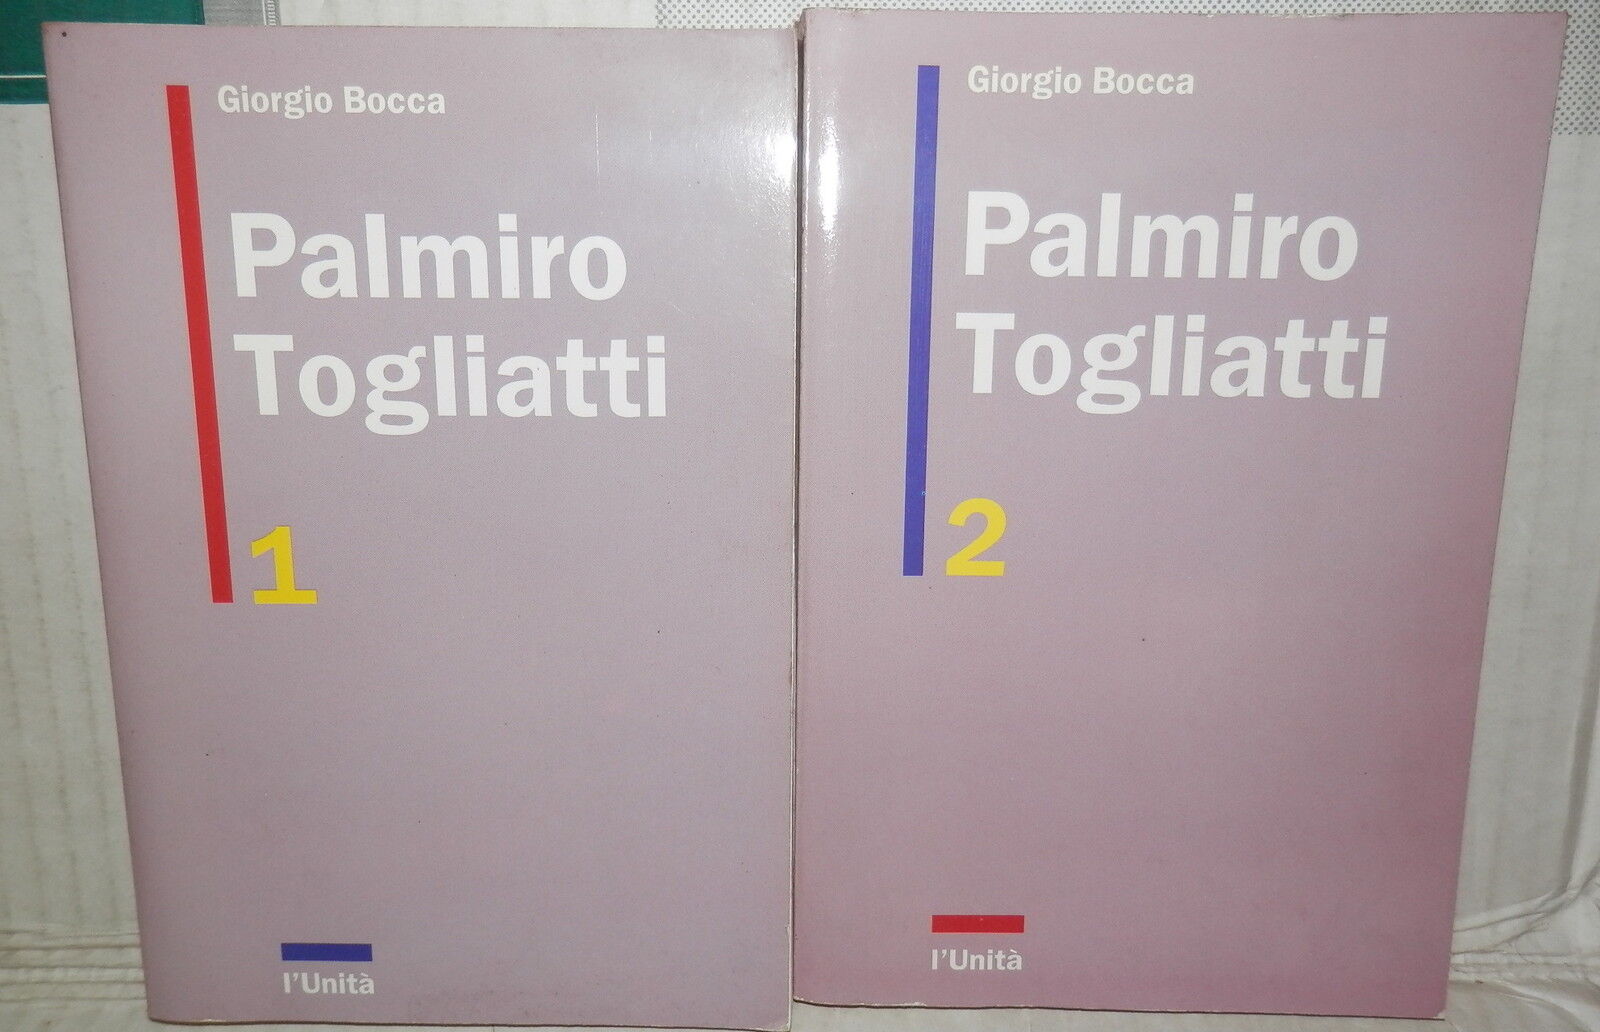 Giorgio Bocca
Palmiro
Togliatti
1
l'Unità
Giorgio Bocca
Palmiro
Togliatti
2
l'Unità